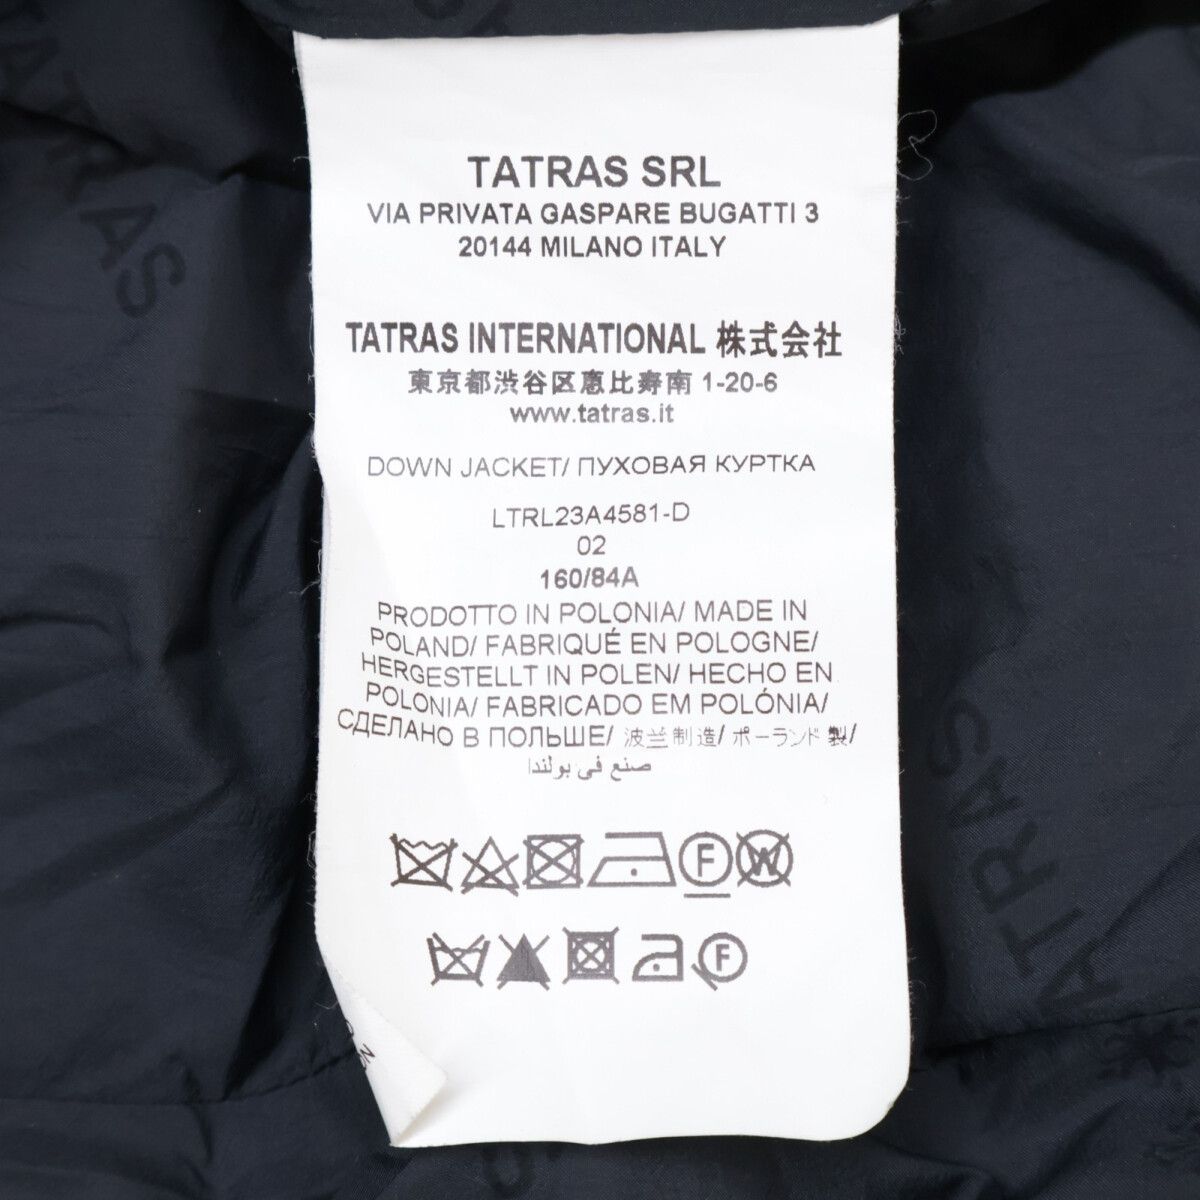 TATRAS
TATRAS SRL
VIA PRIVATA GASPARE BUGATTI 3
20144 MILANO ITALY
TATRAS INTERNATIONAL 株式会社
東京都渋谷区恵比寿南 1-20-6
www.tatras.it
DOWN JACKET/ ПУХОВАЯ КУРТКА
LTRL23A4581-D
02
160/84A
PRODOTTO IN POLONIA/ MADE IN
POLAND/ FABRIQUÉ EN POLOGNE/
HERGESTELLT IN POLEN/ HECHO EN
POLONIA/ FABRICADO EM POLÓNIA/
СДЕЛАНО В ПОЛЬШЕ/ 波兰制造/ ポーランド 製/
صنع في بولندا
F W
F
TATRAS